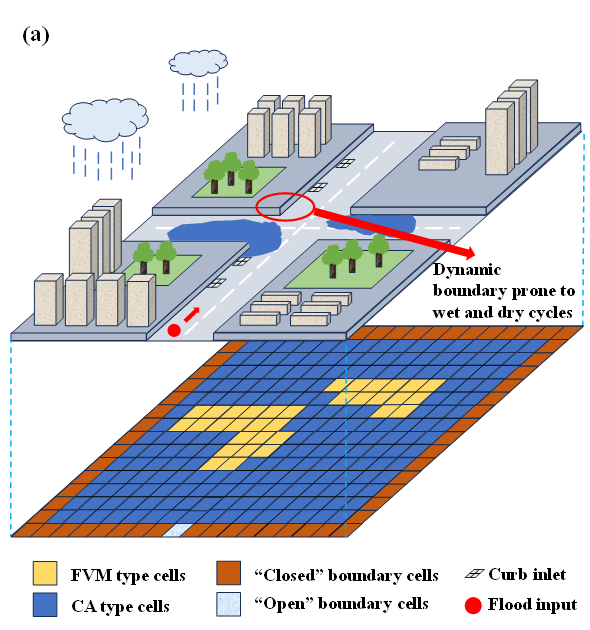 (a)
Dynamic
boundary prone to
wet and dry cycles
FVM type cells
“Closed” boundary cells
Curb inlet
CA type cells
“Open” boundary cells
Flood input